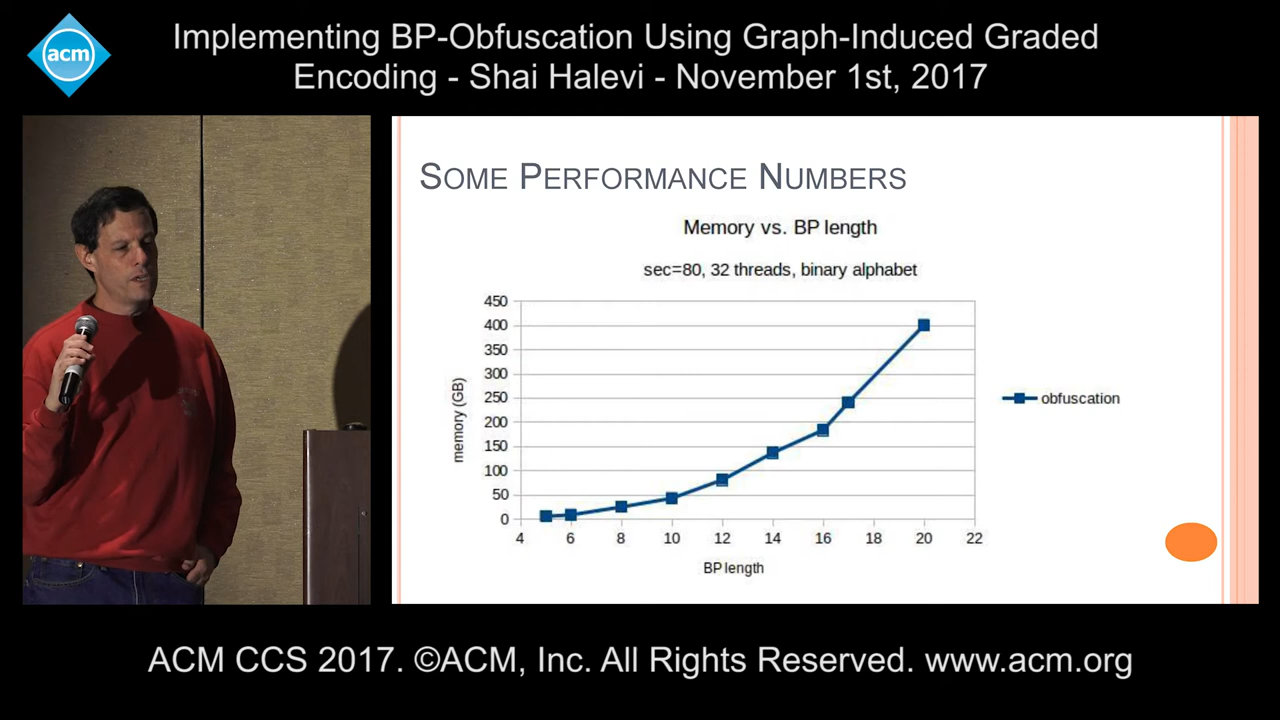 acm
Implementing BP-Obfuscation Using Graph-Induced Graded
Encoding - Shai Halevi - November 1st, 2017
SOME PERFORMANCE NUMBERS
Memory vs. BP length
sec=80, 32 threads, binary alphabet
450
400
350
300
250
200
150
100
50
0
memory (GB)
4 6 8 10 12 14 16 18 20 22
BP length
obfuscation
ACM CCS 2017. ©ACM, Inc. All Rights Reserved. www.acm.org